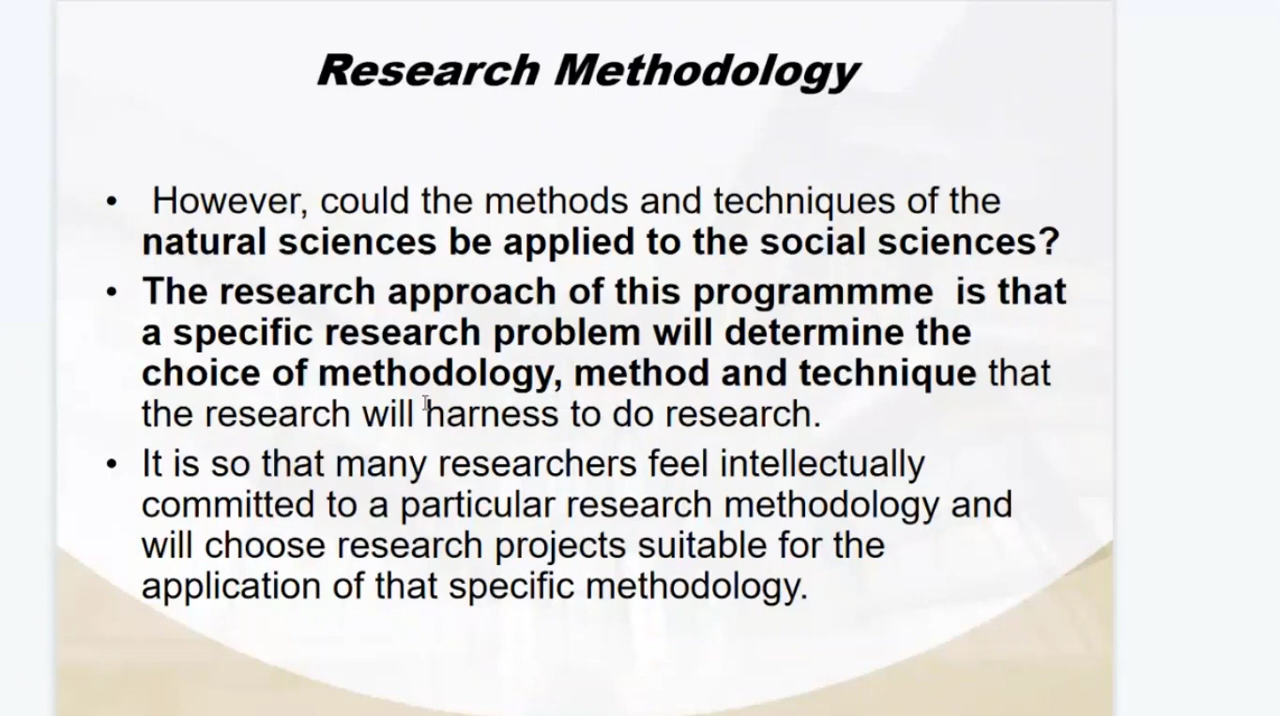 Research Methodology
• However, could the methods and techniques of the
natural sciences be applied to the social sciences?
• The research approach of this programmme is that
a specific research problem will determine the
choice of methodology, method and technique that
the research will harness to do research.
• It is so that many researchers feel intellectually
committed to a particular research methodology and
will choose research projects suitable for the
application of that specific methodology.